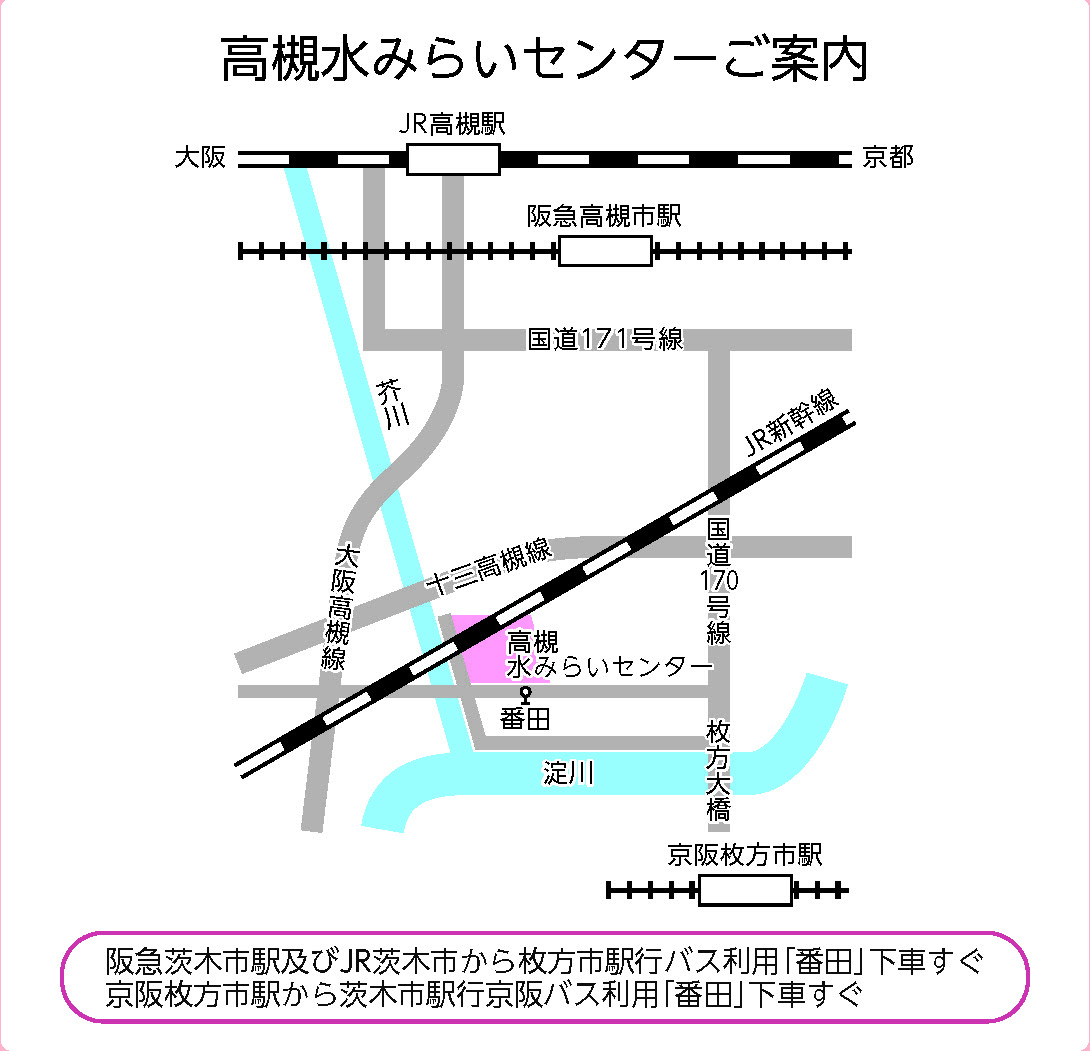 高槻水みらいセンターご案内
JR高槻駅
大阪
京都
阪急高槻市駅
国道171号線
芥川
JR新幹線
十三高槻線
国道170号線
大阪高槻線
高槻
水みらいセンター
番田
枚方大橋
淀川
京阪枚方市駅
阪急茨木市駅及びJR茨木市から枚方市駅行バス利用「番田」下車すぐ
京阪枚方市駅から茨木市駅行京阪バス利用「番田」下車すぐ